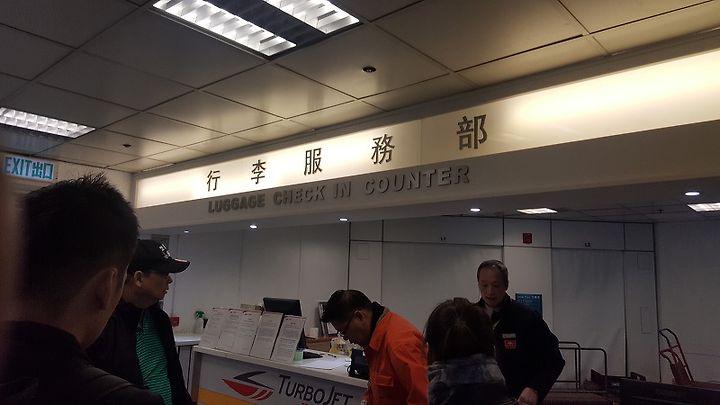 行李服務部
LUGGAGE CHECK IN COUNTER
EXIT出口
TURBOJET